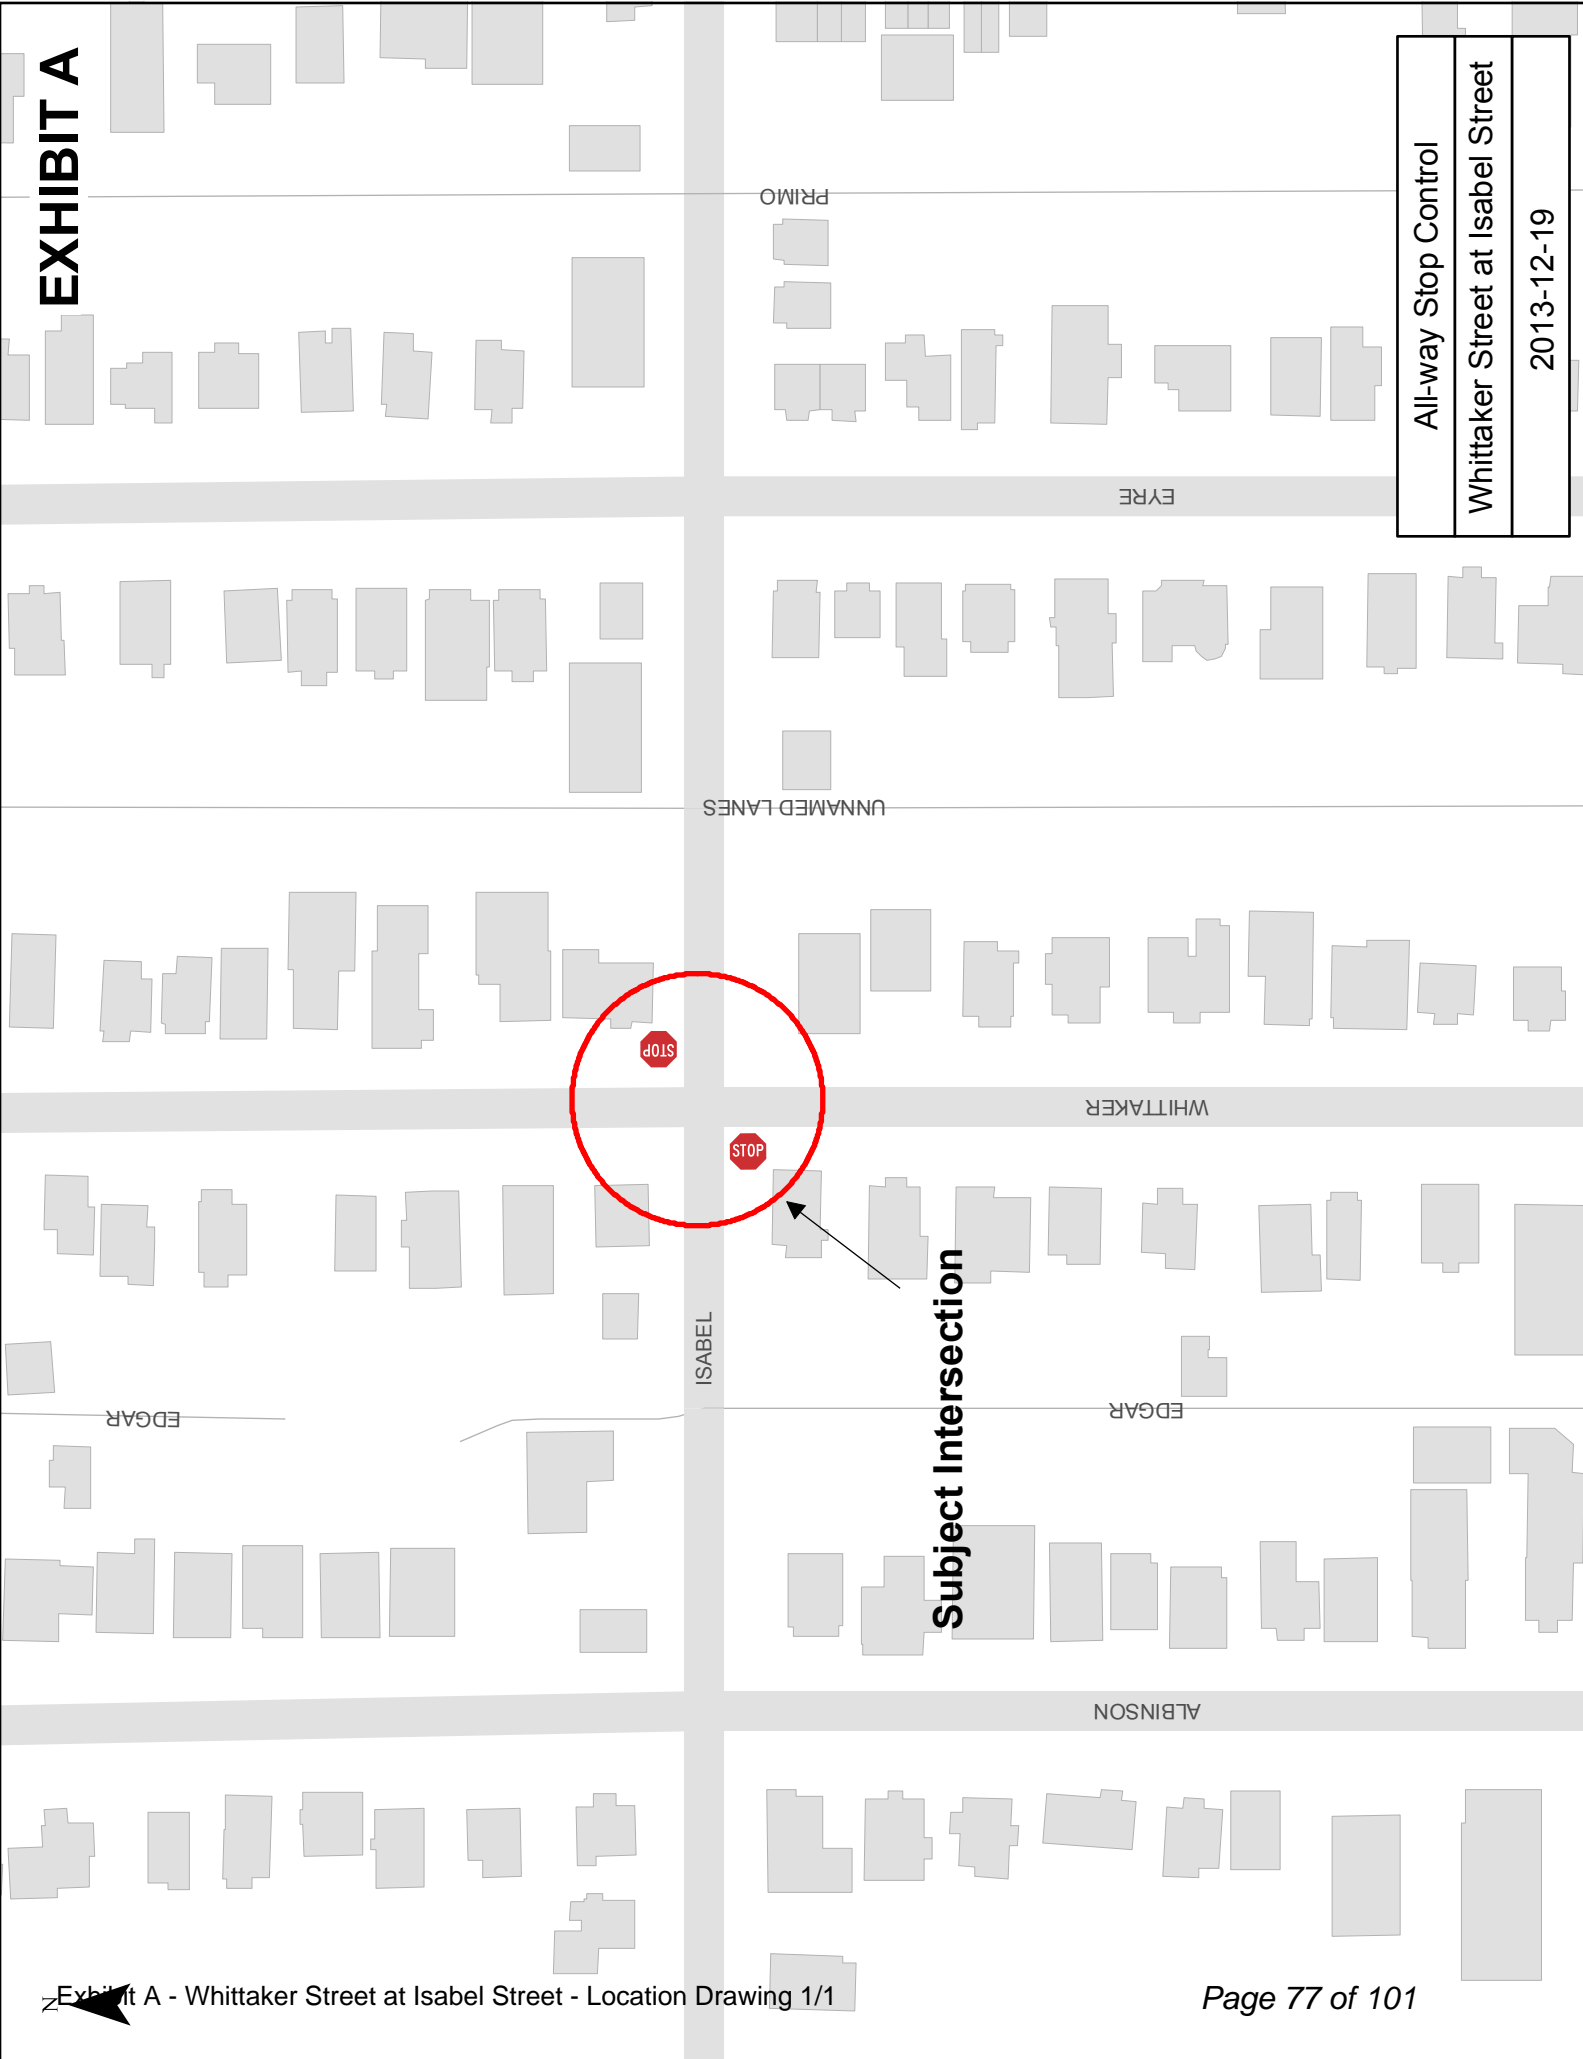 EXHIBIT A
All-way Stop Control
Whittaker Street at Isabel Street
2013-12-19
PRIMO
EYRE
UNNAMED LANES
STOP
WHITTAKER
STOP
ISABEL
Subject Intersection
EDGAR
EDGAR
ALBINSON
N
Exhibit A - Whittaker Street at Isabel Street - Location Drawing 1/1
Page 77 of 101